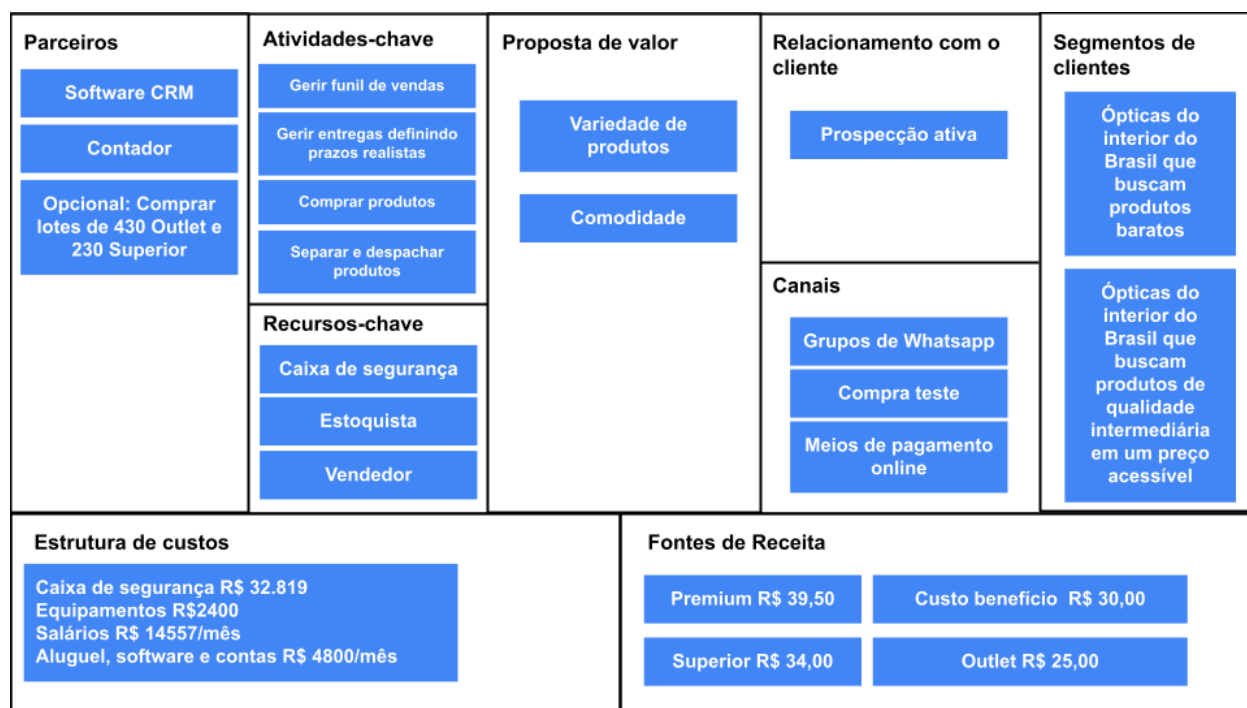 Parceiros
Software CRM
Contador
Opcional: Comprar
lotes de 430 Outlet e
230 Superior
Atividades-chave
Gerir funil de vendas
Gerir entregas definindo
prazos realistas
Comprar produtos
Separar e despachar
produtos
Recursos-chave
Caixa de segurança
Estoquista
Vendedor
Proposta de valor
Variedade de
produtos
Comodidade
Relacionamento com o
cliente
Prospecção ativa
Canais
Grupos de Whatsapp
Compra teste
Meios de pagamento
online
Segmentos de
clientes
Ópticas do
interior do
Brasil que
buscam
produtos
baratos
Ópticas do
interior do
Brasil que
buscam
produtos de
qualidade
intermediária
em um preço
acessível
Estrutura de custos
Caixa de segurança R$ 32.819
Equipamentos R$2400
Salários R$ 14557/mês
Aluguel, software e contas R$ 4800/mês
Fontes de Receita
Premium R$ 39,50
Custo benefício R$ 30,00
Superior R$ 34,00
Outlet R$ 25,00